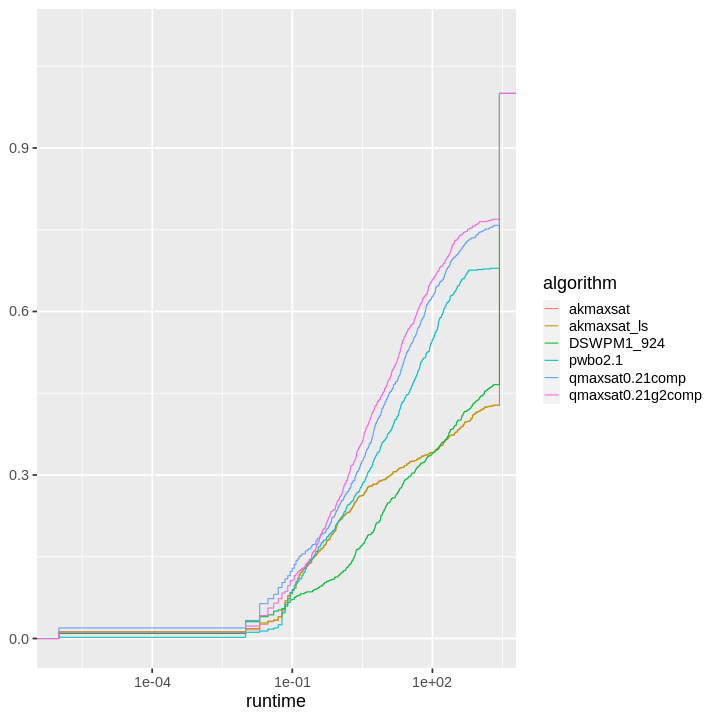 0.9
0.6
0.3
0.0
1e-04 1e-01 1e+02
runtime
algorithm
akmaxsat
akmaxsat_ls
DSWPM1_924
pwbo2.1
qmaxsat0.21comp
qmaxsat0.21g2comp